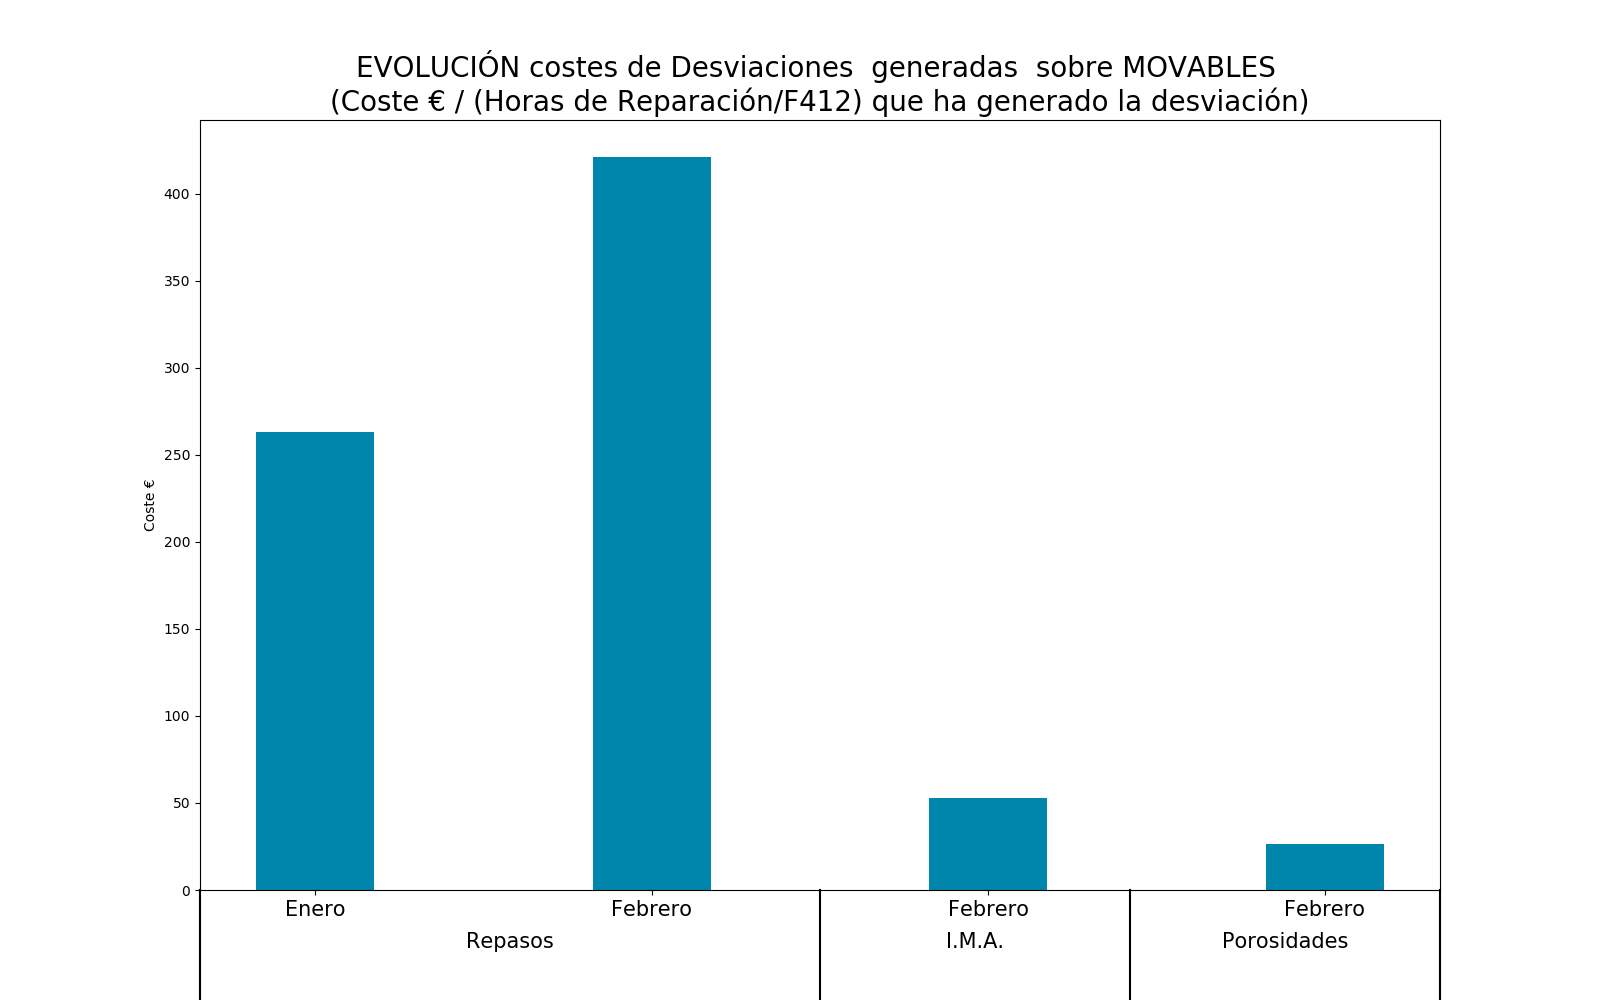 EVOLUCIÓN costes de Desviaciones  generadas  sobre MOVABLES
(Coste € / (Horas de Reparación/F412) que ha generado la desviación)
400
350
300
250
200
150
100
50
0
Coste €
Enero
Febrero
Febrero
Febrero
Repasos
I.M.A.
Porosidades